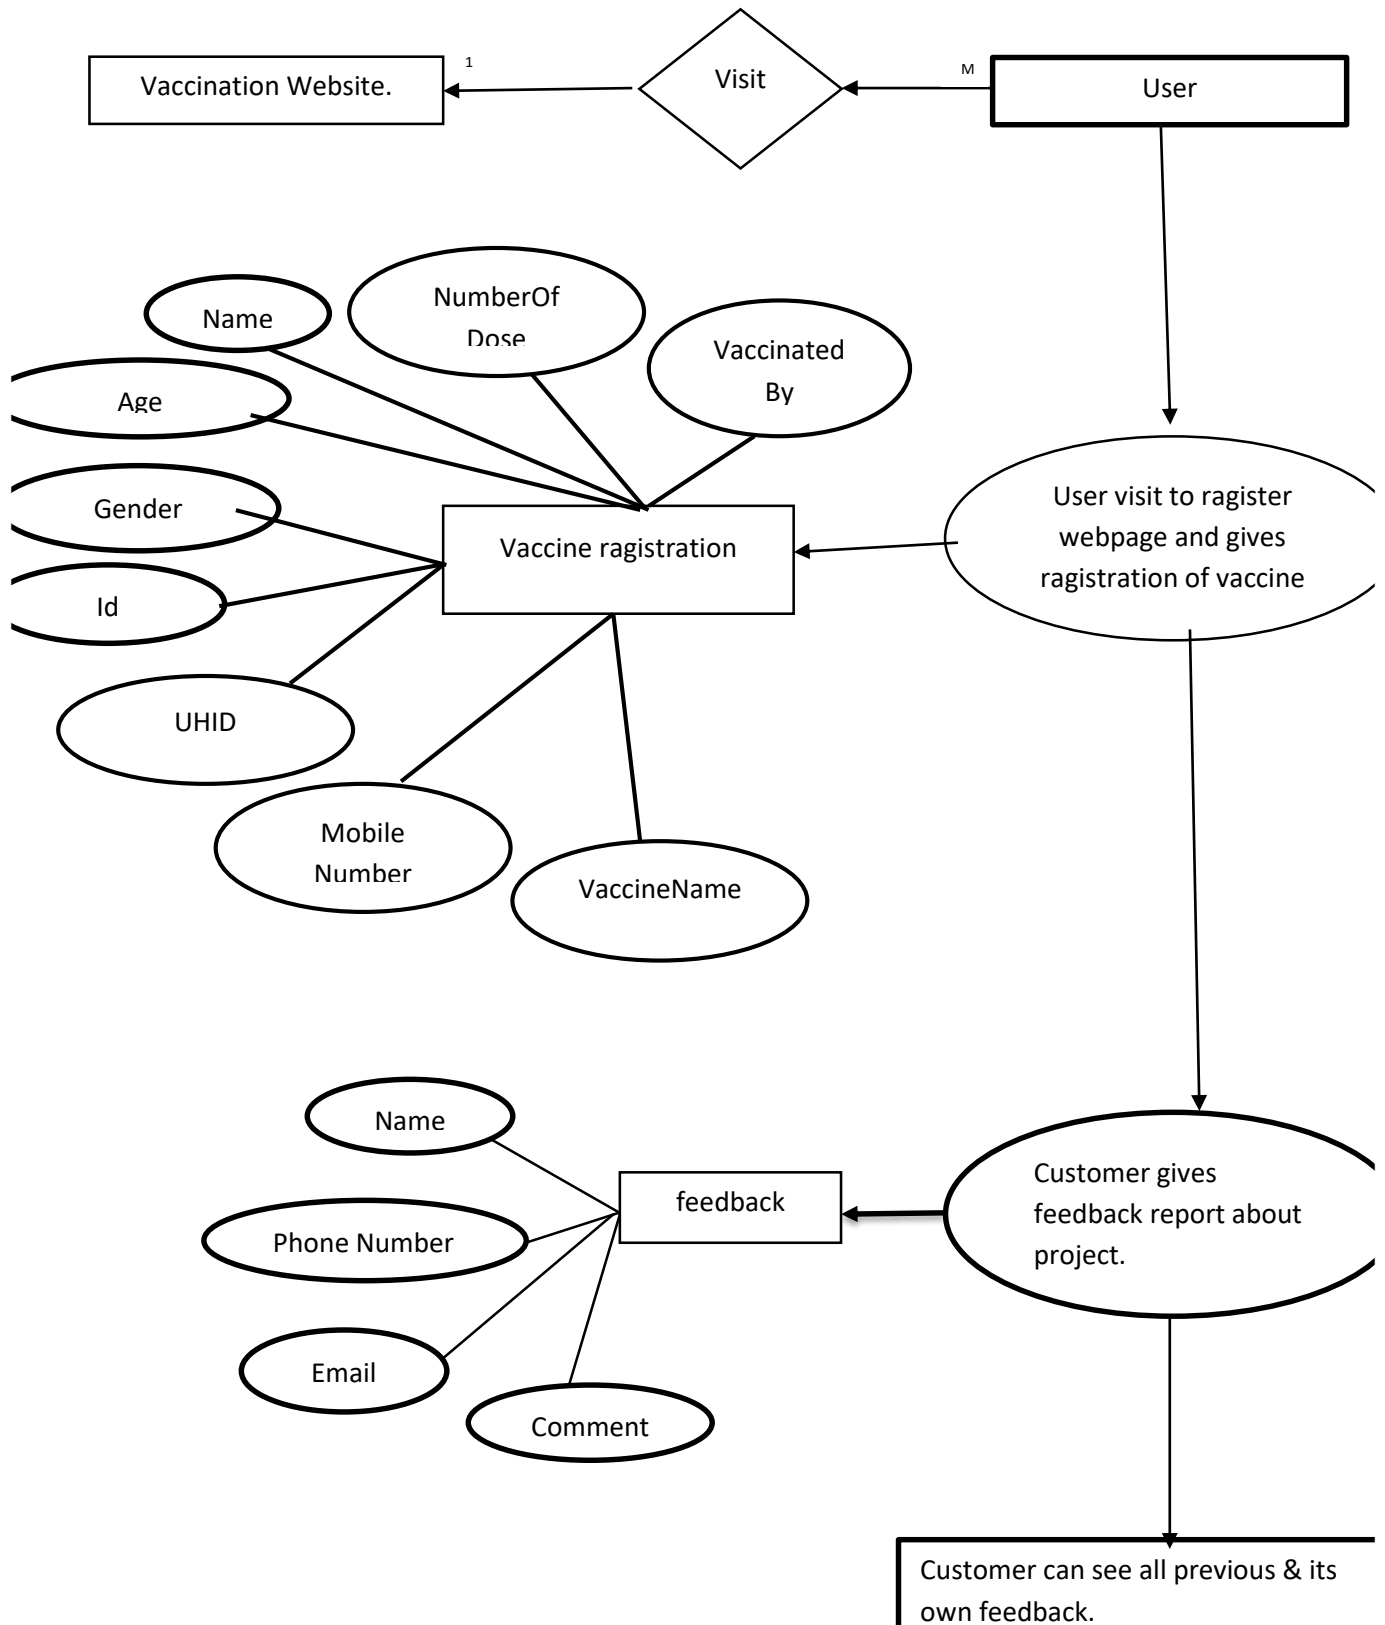 Vaccination Website.
1
Visit
M
User
Name
NumberOf
Dose
Vaccinated
By
Age
Gender
Id
UHID
Mobile
Number
VaccineName
Vaccine ragistration
User visit to ragister
webpage and gives
ragistration of vaccine
Name
Phone Number
Email
Comment
feedback
Customer gives
feedback report about
project.
Customer can see all previous & its
own feedback.